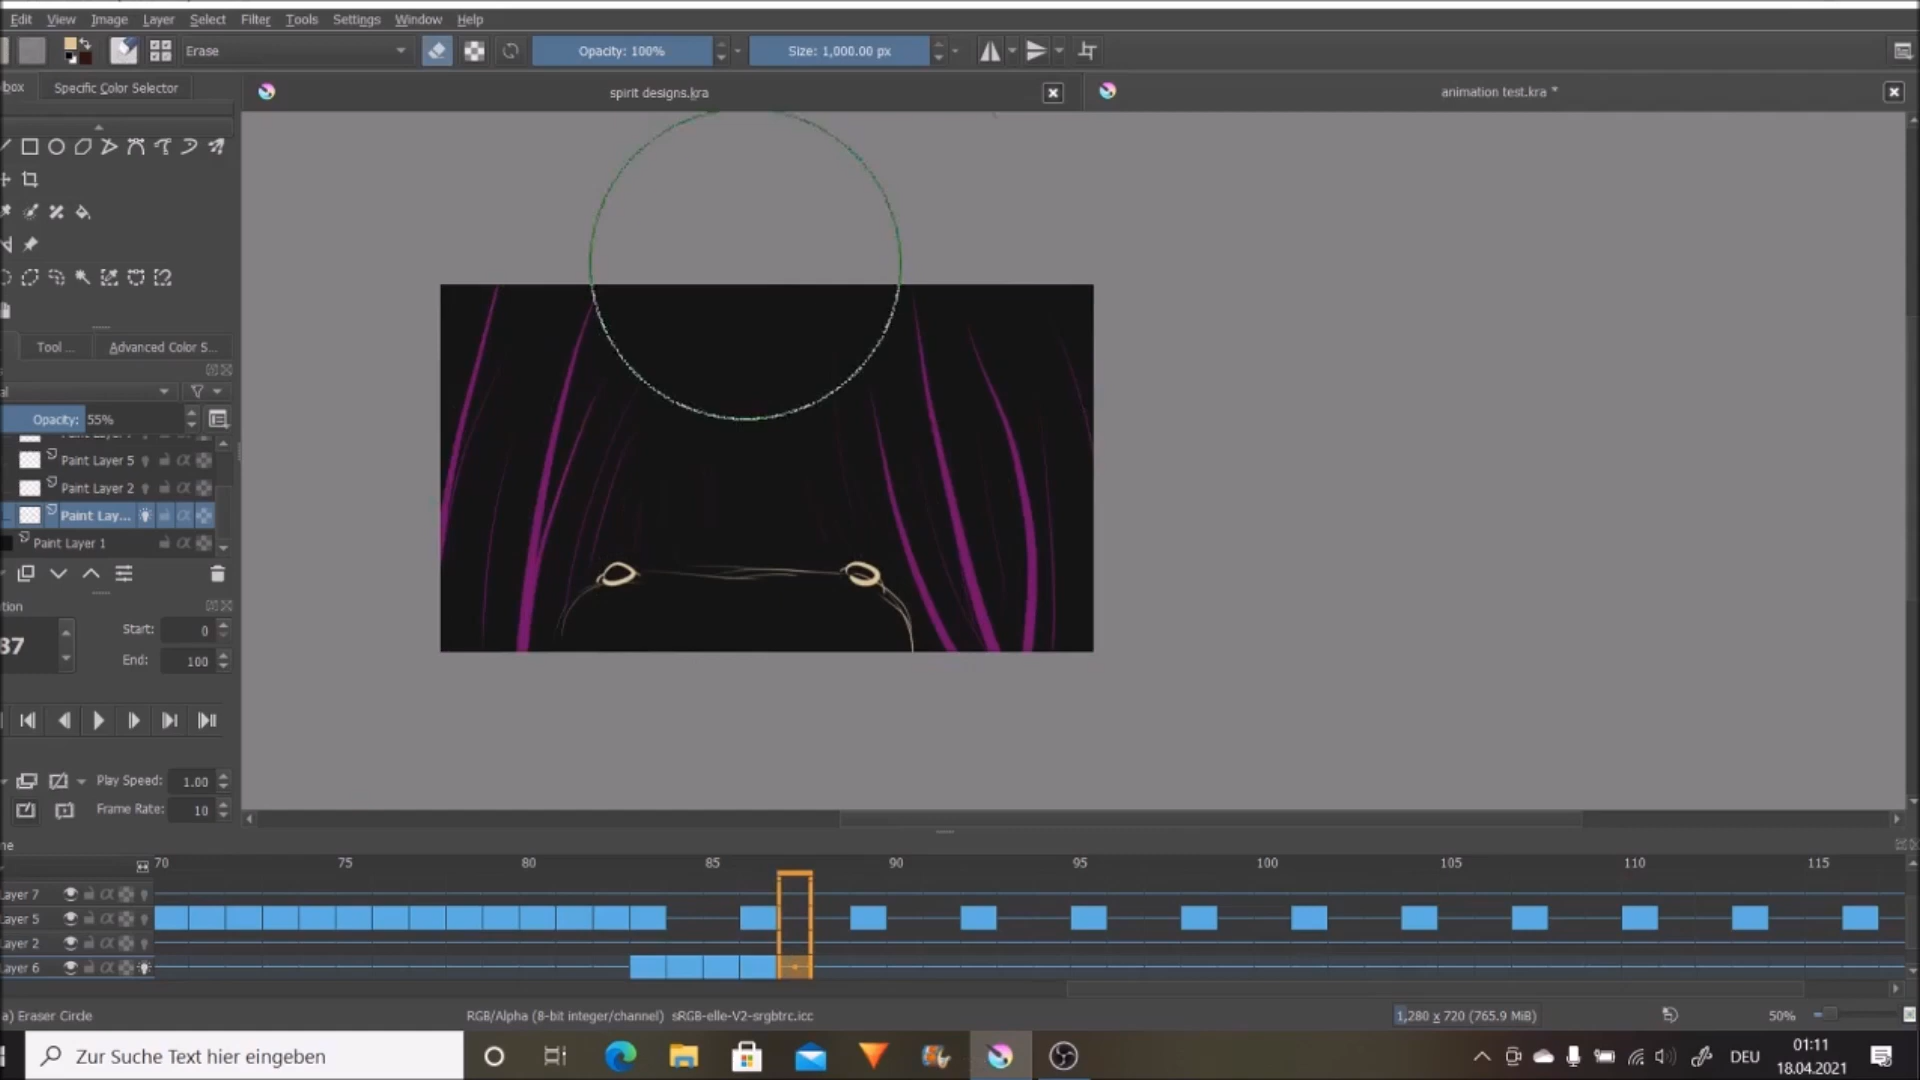 Edit View Image Layer Select Filter Tools Settings Window Help
Erase Opacity: 100% Size: 1,000.00 px
box Specific Color Selector
spirit designs.kra
animation test.kra *
Tool ... Advanced Color S...
al
Opacity: 55%
Paint Layer 5
Paint Layer 2
Paint Lay...
Paint Layer 1
tion
Start: 0
37
End: 100
Play Speed: 1.00
Frame Rate: 10
ne
70 75 80 85 90 95 100 105 110 115
Layer 7
Layer 5
Layer 2
Layer 6
a) Eraser Circle
RGB/Alpha (8-bit integer/channel) sRGB-elle-V2-srgbtrc.icc
1,280 x 720 (765.9 MiB)
50%
Zur Suche Text hier eingeben
DEU
01:11
18.04.2021